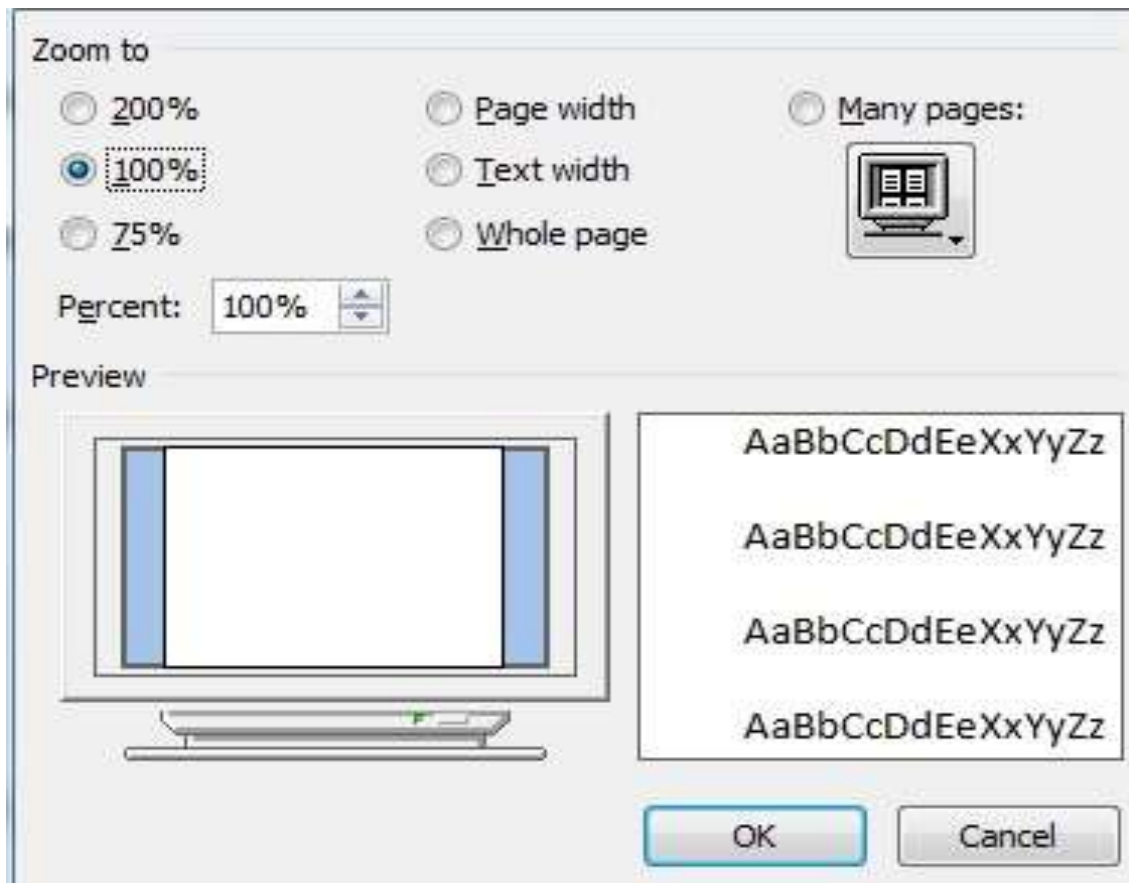 Zoom to
200% Page width Many pages:
100% Text width
75% Whole page
Percent: 100%
Preview
AaBbCcDdEeXxYyZz
AaBbCcDdEeXxYyZz
AaBbCcDdEeXxYyZz
AaBbCcDdEeXxYyZz
OK Cancel